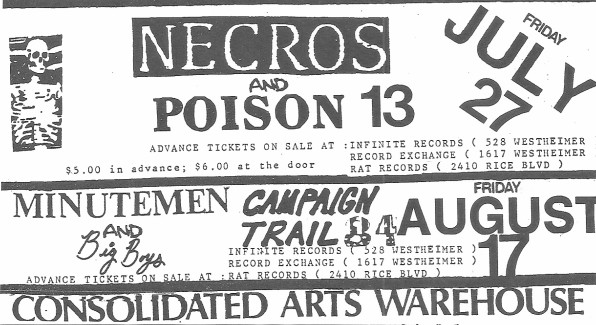 NECROS
FRIDAY
JULY
27
AND
POISON 13
ADVANCE TICKETS ON SALE AT :INFINITE RECORDS ( 528 WESTHEIMER
RECORD EXCHANGE ( 1617 WESTHEIMER
$5.00 in advance; $6.00 at the door
RAT RECORDS ( 2410 RICE BLVD )
MINUTEMEN
AND
Big Boys
CAMPAIGN
TRAIL 84
FRIDAY
AUGUST
17
INFINITE RECORDS ( 528 WESTHEIMER )
RECORD EXCHANGE ( 1617 WESTHEIMER )
ADVANCE TICKETS ON SALE AT :RAT RECORDS ( 2410 RICE BLVD )
CONSOLIDATED ARTS WAREHOUSE